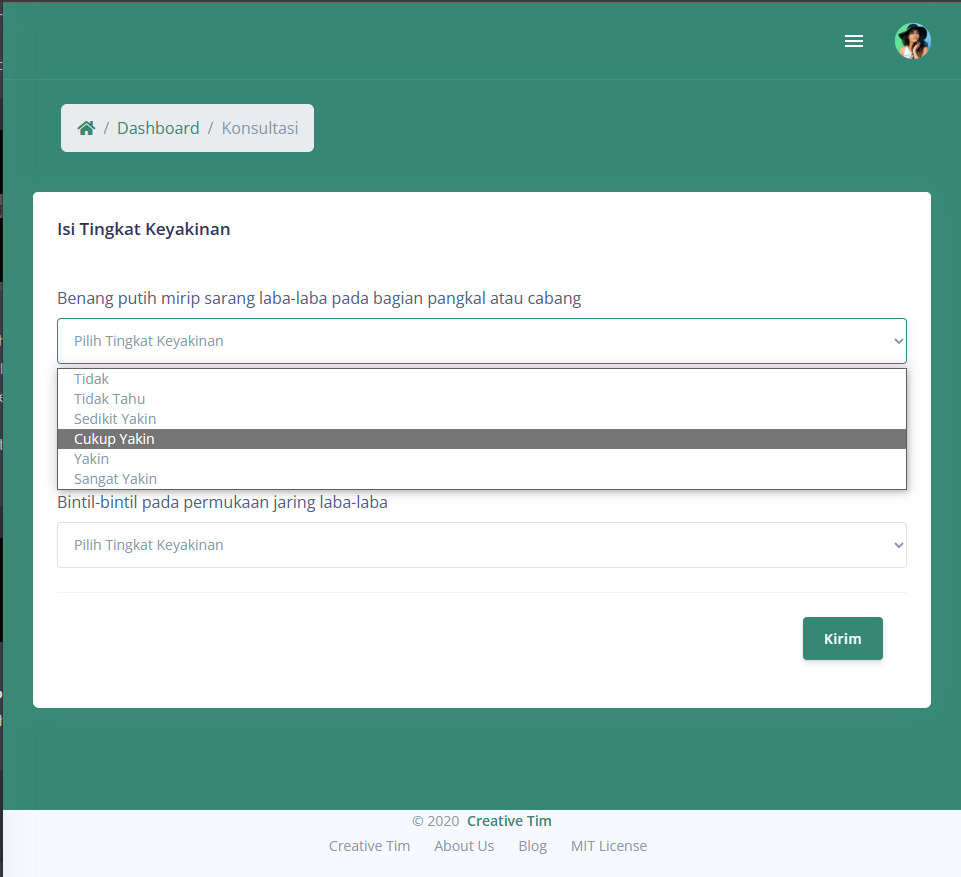 / Dashboard / Konsultasi
Isi Tingkat Keyakinan
Benang putih mirip sarang laba-laba pada bagian pangkal atau cabang
Pilih Tingkat Keyakinan
Tidak
Tidak Tahu
Sedikit Yakin
Cukup Yakin
Yakin
Sangat Yakin
Bintil-bintil pada permukaan jaring laba-laba
Pilih Tingkat Keyakinan
Kirim
© 2020 Creative Tim
Creative Tim About Us Blog MIT License